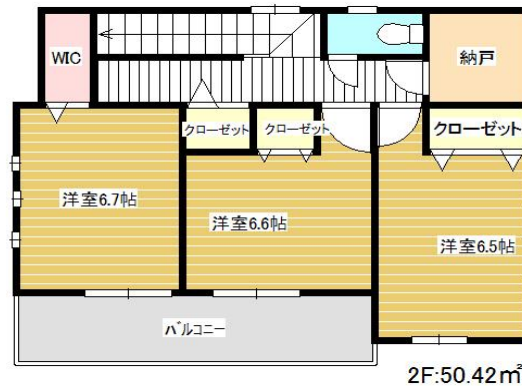 WIC
納戸
クローゼット
クローゼット
クローゼット
洋室6.7帖
洋室6.6帖
洋室6.5帖
バルコニー
2F:50.42㎡